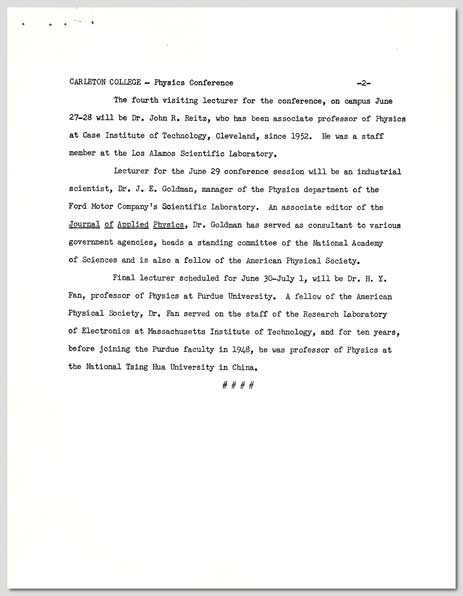 CARLETON COLLEGE — Physics Conference -2-
The fourth visiting lecturer for the conference, on campus June
27-28 will be Dr. John R. Reitz, who has been associate professor of Physics
at Case Institute of Technology, Cleveland, since 1952. He was a staff
member at the Los Alamos Scientific Laboratory.
Lecturer for the June 29 conference session will be an industrial
scientist, Dr. J. E. Goldman, manager of the Physics department of the
Ford Motor Company's Scientific Laboratory. An associate editor of the
Journal of Applied Physics, Dr. Goldman has served as consultant to various
government agencies, heads a standing committee of the National Academy
of Sciences and is also a fellow of the American Physical Society.
Final lecturer scheduled for June 30-July 1, will be Dr. H. Y.
Fan, professor of Physics at Purdue University. A fellow of the American
Physical Society, Dr. Fan served on the staff of the Research Laboratory
of Electronics at Massachusetts Institute of Technology, and for ten years,
before joining the Purdue faculty in 1948, he was professor of Physics at
the National Tsing Hua University in China.
# # # #